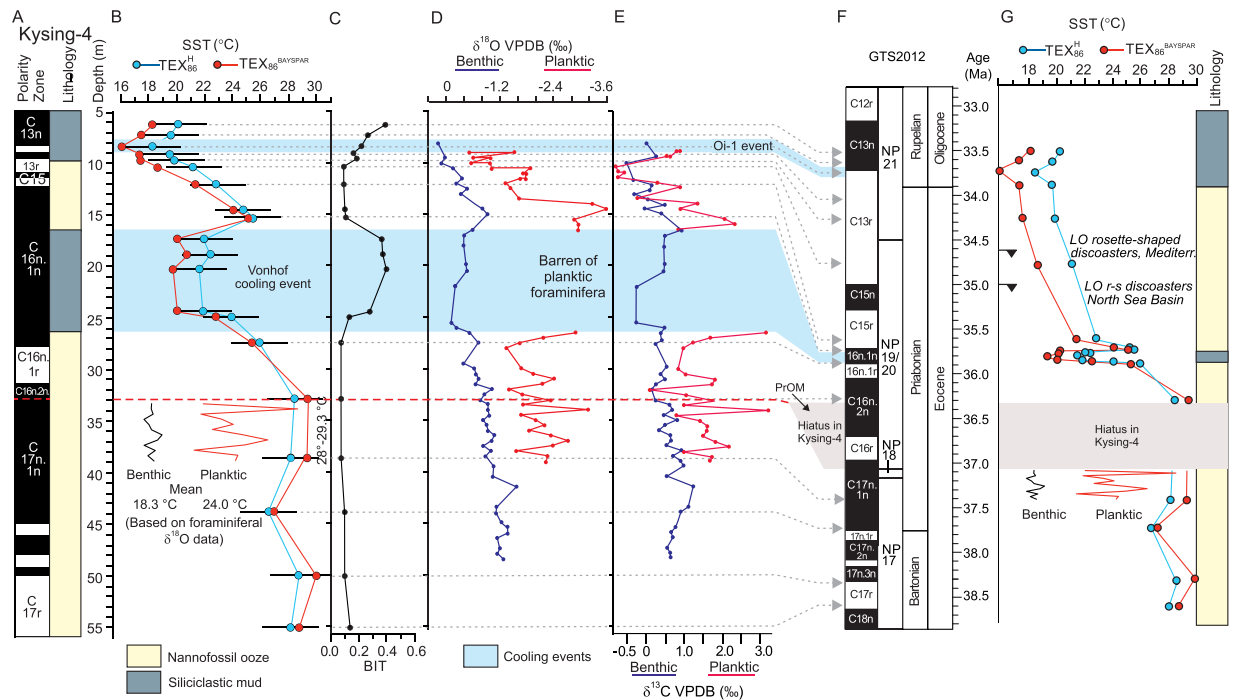 A
B
C
D
E
F
G
Kysing-4
Polarity Zone
Lithology
Depth (m)
SST (°C)
TEX86H
TEX86BAYSPAR
16 18 20 22 24 26 28 30
5
10
15
20
25
30
35
40
45
50
55
C 13n
13r
C15
C 16n. 1n
C16n. 1r
C16n.2n.
C 17n. 1n
C 17r
Vonhof
cooling event
Benthic
Planktic
Mean
18.3 °C 24.0 °C
(Based on foraminiferal
δ18O data)
28°-29.3 °C
0.0 0.2 0.4 0.6
BIT
δ18O VPDB (‰)
Benthic
Planktic
0 -1.2 -2.4 -3.6
Oi-1 event
Barren of
planktic
foraminifera
-0.5 0.0 1.0 2.0 3.0
Benthic
Planktic
δ13C VPDB (‰)
GTS2012
C12r
C13n
C13r
C15n
C15r
16n.1n
16n.1r
C16n. 2n
C16r
C17n. 1n
17n.1r
C17n. 2n
17n.3n
C17r
C18n
NP 21
NP 19/ 20
NP 18
NP 17
Rupelian
Priabonian
Bartonian
Oligocene
Eocene
PrOM
Hiatus in
Kysing-4
Age
(Ma)
33.0
33.5
34.0
34.5
35.0
35.5
36.0
36.5
37.0
37.5
38.0
38.5
SST (°C)
TEX86H
TEX86BAYSPAR
18 20 22 24 26 28 30
Lithology
LO rosette-shaped
discoasters, Mediterr.
LO r-s discoasters
North Sea Basin
Hiatus in
Kysing-4
Benthic
Planktic
Nannofossil ooze
Siliciclastic mud
Cooling events